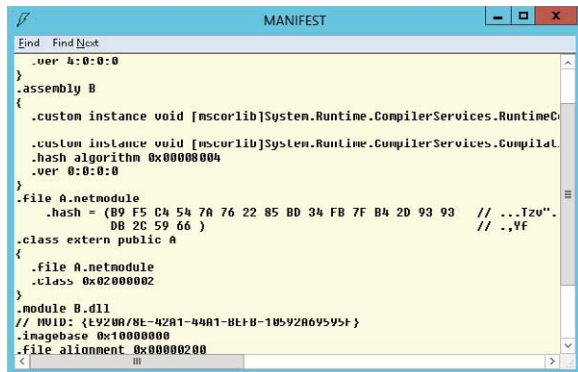 MANIFEST
Find Find Next
.ver 4:0:0:0
}
.assembly B
{
.custom instance void [mscorlib]System.Runtime.CompilerServices.RuntimeCo
.custom instance void [mscorlib]System.Runtime.CompilerServices.Compilat
.hash algorithm 0x00008004
.ver 0:0:0:0
}
.file A.netmodule
.hash = (B9 F5 C4 54 7A 76 22 85 BD 34 FB 7F B4 2D 93 93 // ...Tzv".
DB 2C 59 66 ) // .,Yf
.class extern public A
{
.file A.netmodule
.class 0x02000002
}
.module B.dll
// MVID: {E920A78E-42A1-44A1-BEFB-10592A69595F}
.imagebase 0x10000000
.file alignment 0x00000200